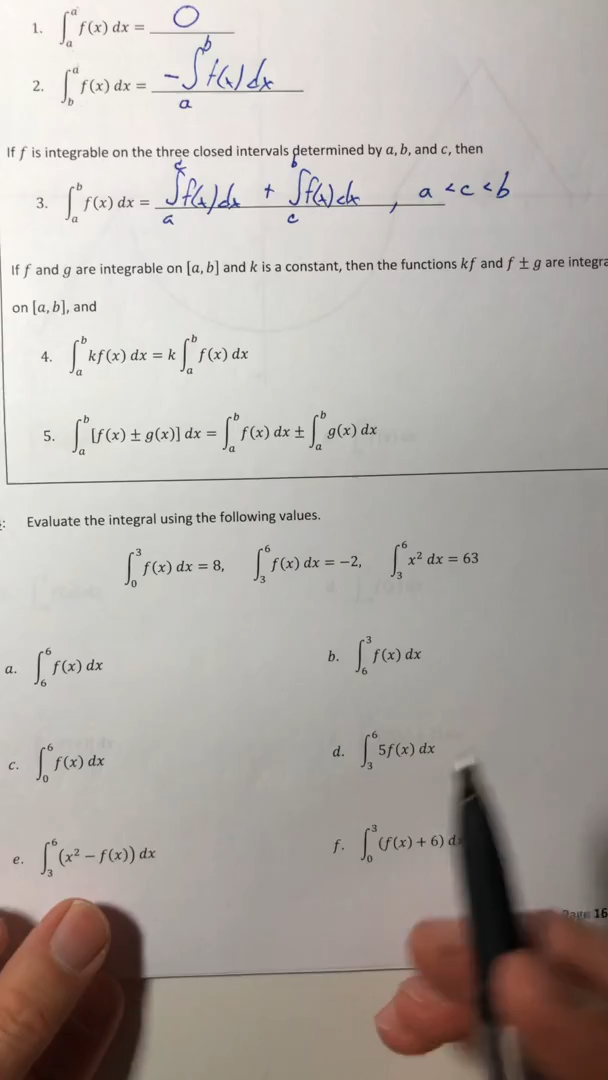 1. ∫_a^a f(x) dx = 0
2. ∫_b^a f(x) dx = -∫_a^b f(x) dx
If f is integrable on the three closed intervals determined by a, b, and c, then
3. ∫_a^b f(x) dx = ∫_a^c f(x) dx + ∫_c^b f(x) dx , a < c < b
If f and g are integrable on [a, b] and k is a constant, then the functions kf and f ± g are integra
on [a, b], and
4. ∫_a^b kf(x) dx = k ∫_a^b f(x) dx
5. ∫_a^b [f(x) ± g(x)] dx = ∫_a^b f(x) dx ± ∫_a^b g(x) dx
: Evaluate the integral using the following values.
∫_0^3 f(x) dx = 8, ∫_3^6 f(x) dx = −2, ∫_3^6 x² dx = 63
a. ∫_6^6 f(x) dx
b. ∫_6^3 f(x) dx
c. ∫_0^6 f(x) dx
d. ∫_3^6 5f(x) dx
e. ∫_3^6 (x² − f(x)) dx
f. ∫_0^3 (f(x) + 6) d
Page 16